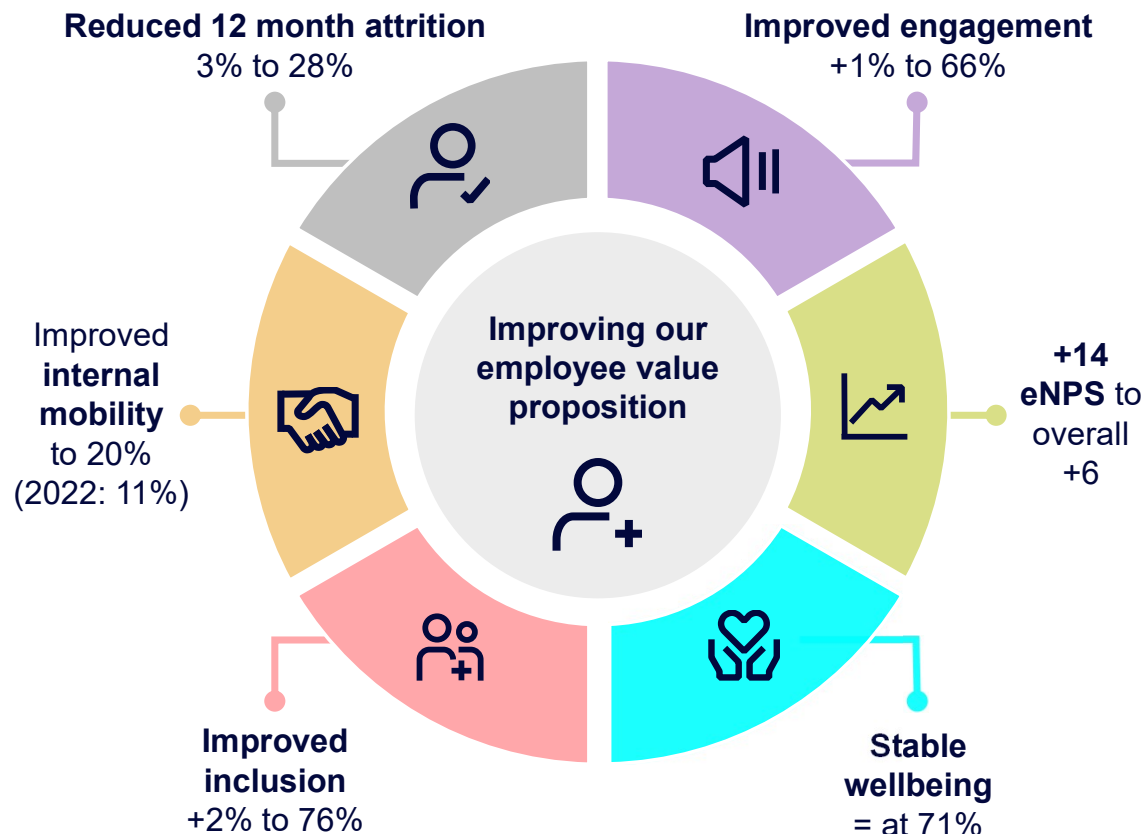 Reduced 12 month attrition
3% to 28%
Improved engagement
+1% to 66%
Improving our
employee value
proposition
Improved
internal
mobility
to 20%
(2022: 11%)
+14
eNPS to
overall
+6
Improved
inclusion
+2% to 76%
Stable
wellbeing
= at 71%